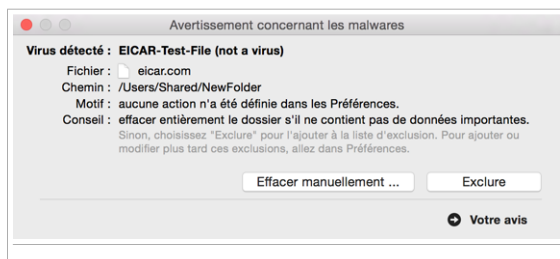 Avertissement concernant les malwares
Virus détecté : EICAR-Test-File (not a virus)
Fichier : eicar.com
Chemin : /Users/Shared/NewFolder
Motif : aucune action n'a été définie dans les Préférences.
Conseil : effacer entièrement le dossier s'il ne contient pas de données importantes.
Sinon, choisissez "Exclure" pour l'ajouter à la liste d'exclusion. Pour ajouter ou
modifier plus tard ces exclusions, allez dans Préférences.
Effacer manuellement ... Exclure
Votre avis